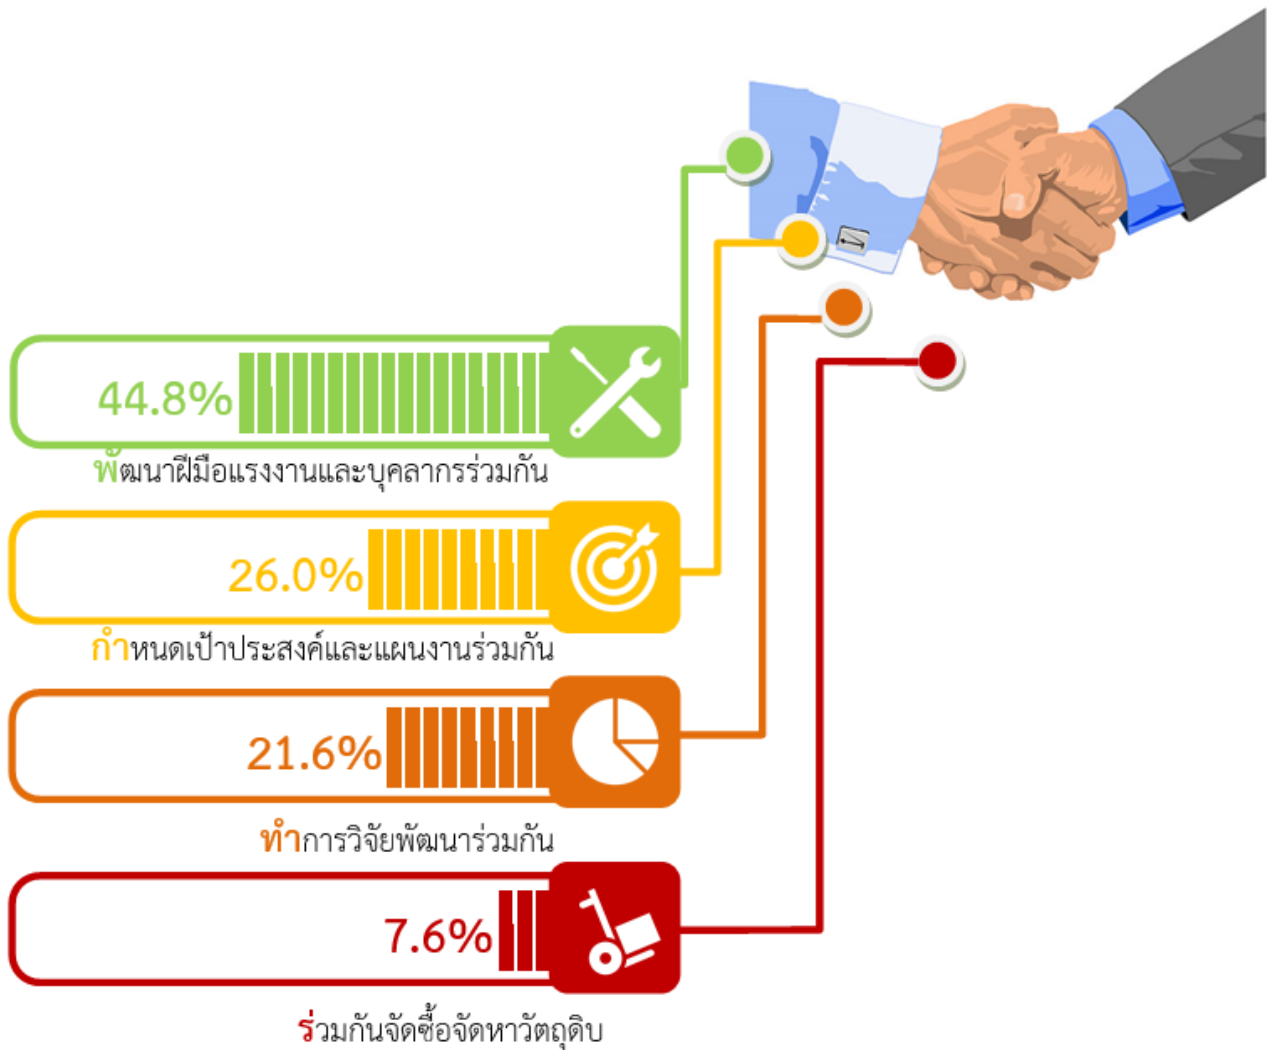 44.8%
พัฒนาฝีมือแรงงานและบุคลากรร่วมกัน
26.0%
กำหนดเป้าประสงค์และแผนงานร่วมกัน
21.6%
ทำการวิจัยพัฒนาร่วมกัน
7.6%
ร่วมกันจัดซื้อจัดหาวัตถุดิบ